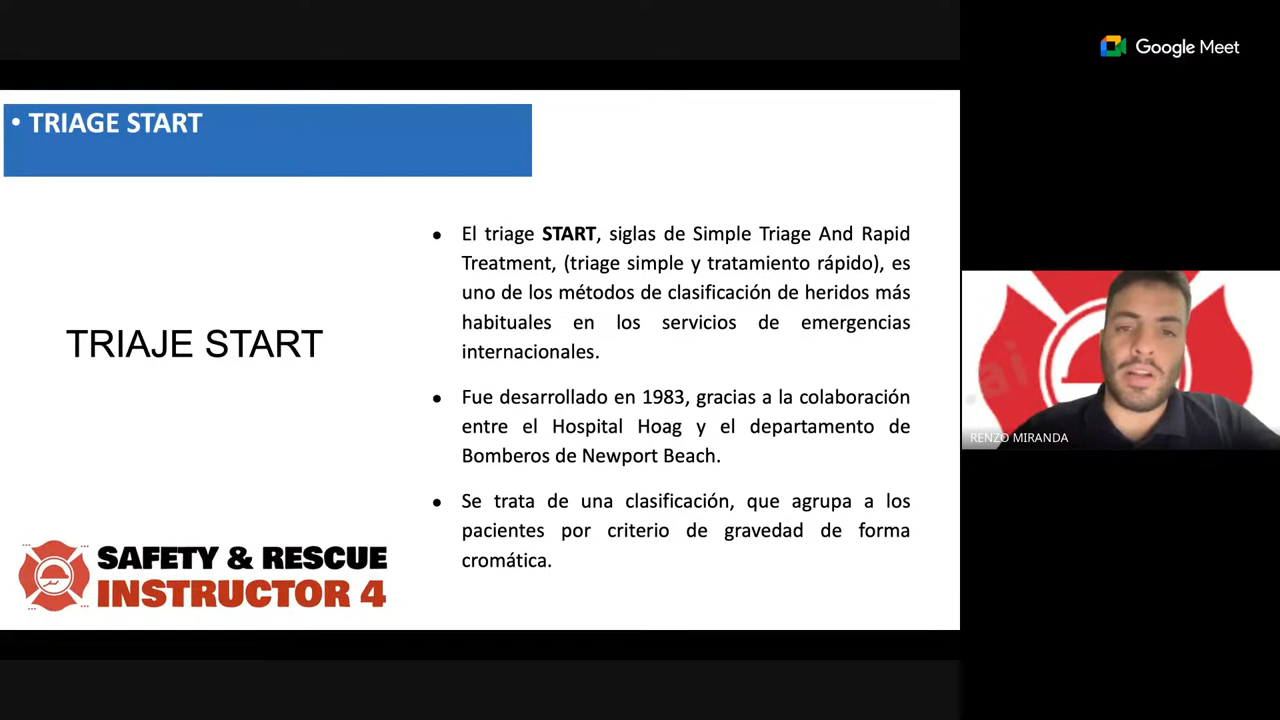 Google Meet
• TRIAGE START
● El triage START, siglas de Simple Triage And Rapid
Treatment, (triage simple y tratamiento rápido), es
uno de los métodos de clasificación de heridos más
habituales en los servicios de emergencias
internacionales.
TRIAJE START
● Fue desarrollado en 1983, gracias a la colaboración
entre el Hospital Hoag y el departamento de
Bomberos de Newport Beach.
● Se trata de una clasificación, que agrupa a los
pacientes por criterio de gravedad de forma
cromática.
SAFETY & RESCUE
INSTRUCTOR 4
.ai
RENZO MIRANDA